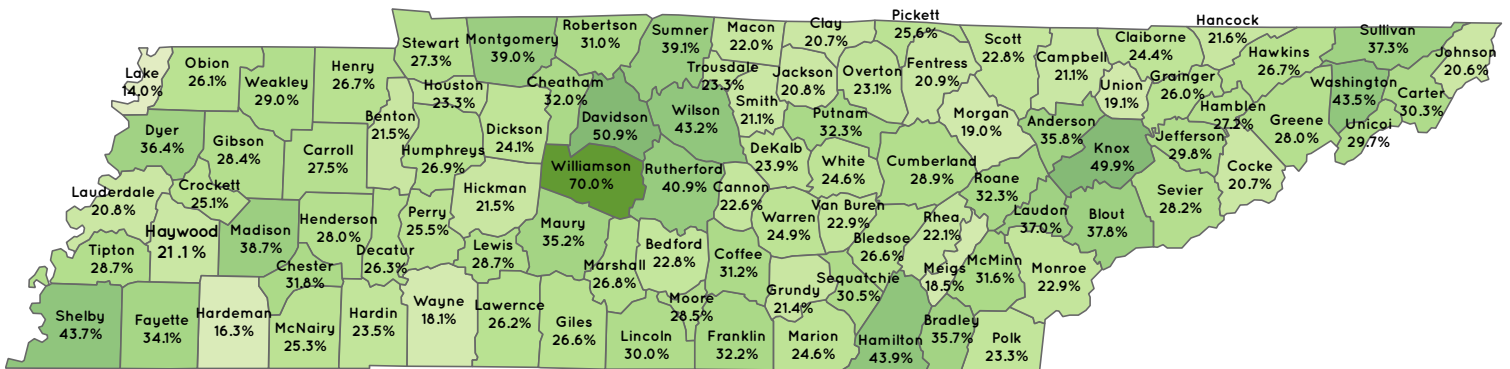 Lake
14.0%
Obion
26.1%
Weakley
29.0%
Henry
26.7%
Stewart
27.3%
Montgomery
39.0%
Robertson
31.0%
Sumner
39.1%
Macon
22.0%
Clay
20.7%
Pickett
25.6%
Scott
22.8%
Campbell
21.1%
Claiborne
24.4%
Hancock
21.6%
Hawkins
26.7%
Sullivan
37.3%
Johnson
20.6%
Houston
23.3%
Cheatham
32.0%
Trousdale
23.3%
Jackson
20.8%
Overton
23.1%
Fentress
20.9%
Union
19.1%
Grainger
26.0%
Washington
43.5%
Carter
30.3%
Dyer
36.4%
Gibson
28.4%
Carroll
27.5%
Benton
21.5%
Humphreys
26.9%
Dickson
24.1%
Davidson
50.9%
Wilson
43.2%
Smith
21.1%
Putnam
32.3%
Morgan
19.0%
Anderson
35.8%
Knox
49.9%
Jefferson
29.8%
Hamblen
27.2%
Greene
28.0%
Unicoi
29.7%
Lauderdale
20.8%
Crockett
25.1%
Williamson
70.0%
Rutherford
40.9%
DeKalb
23.9%
White
24.6%
Cumberland
28.9%
Roane
32.3%
Cocke
20.7%
Sevier
28.2%
Haywood
21.1%
Madison
38.7%
Henderson
28.0%
Decatur
26.3%
Perry
25.5%
Hickman
21.5%
Maury
35.2%
Cannon
22.6%
Warren
24.9%
Van Buren
22.9%
Bledsoe
26.6%
Rhea
22.1%
Laudon
37.0%
Blout
37.8%
Tipton
28.7%
Chester
31.8%
Lewis
28.7%
Marshall
26.8%
Bedford
22.8%
Coffee
31.2%
Grundy
21.4%
Sequatchie
30.5%
Meigs
18.5%
McMinn
31.6%
Monroe
22.9%
Shelby
43.7%
Fayette
34.1%
Hardeman
16.3%
McNairy
25.3%
Hardin
23.5%
Wayne
18.1%
Lawernce
26.2%
Giles
26.6%
Lincoln
30.0%
Moore
28.5%
Franklin
32.2%
Marion
24.6%
Hamilton
43.9%
Bradley
35.7%
Polk
23.3%